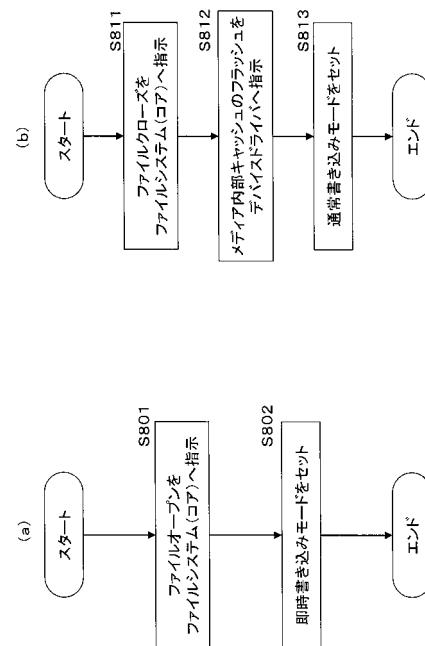 (a)
スタート
S801
ファイルオープンを
ファイルシステム(コア)へ指示
S802
即時書き込みモードをセット
エンド
(b)
スタート
S811
ファイルクローズを
ファイルシステム(コア)へ指示
S812
メディア内部キャッシュのフラッシュを
デバイスドライバへ指示
S813
通常書き込みモードをセット
エンド